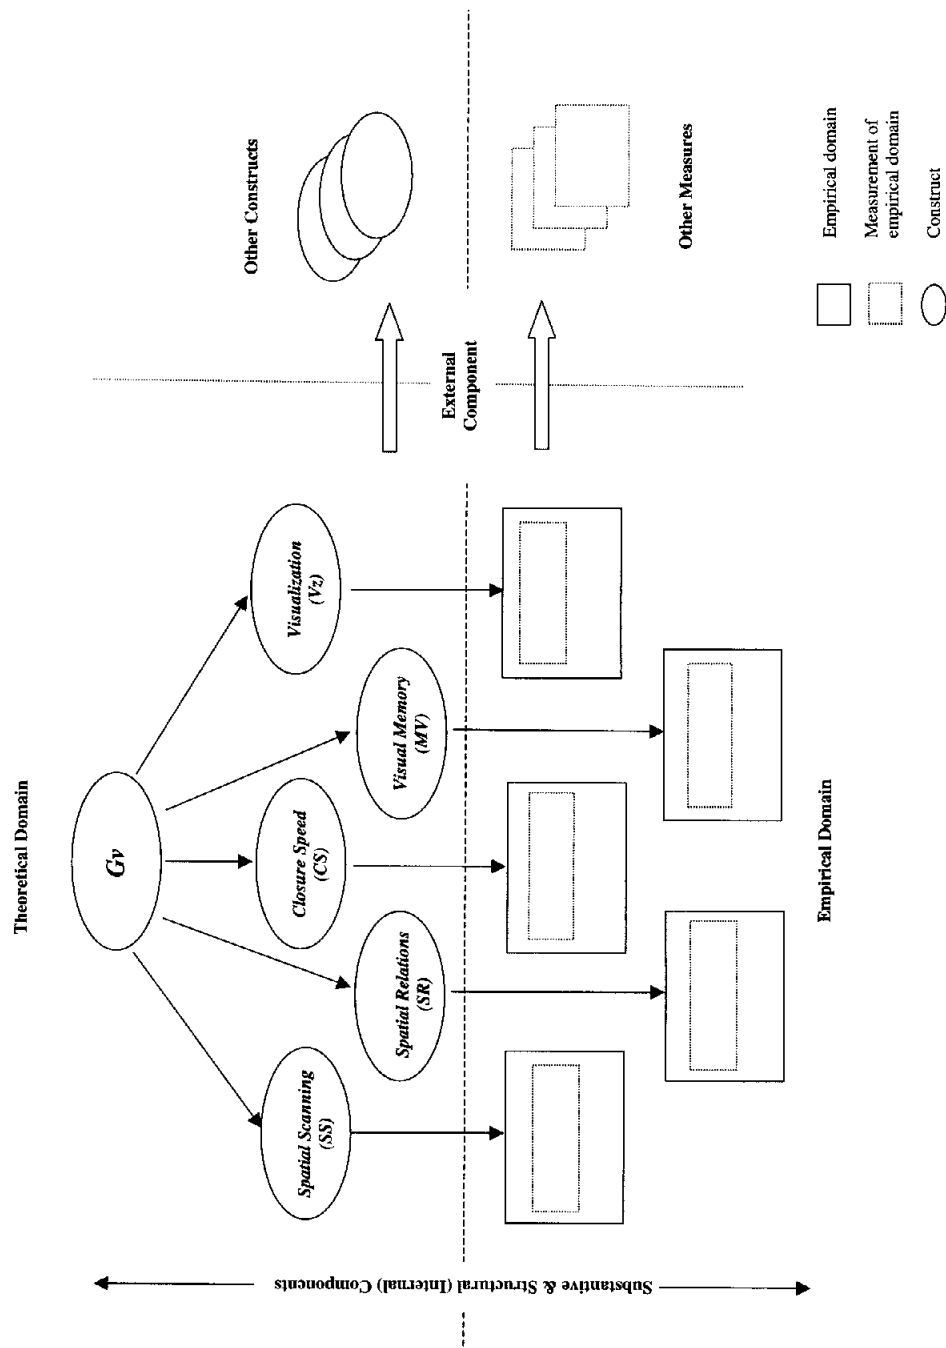 Theoretical Domain
Gv
Spatial Scanning
(SS)
Spatial Relations
(SR)
Closure Speed
(CS)
Visual Memory
(MV)
Visualization
(Vz)
Substantive & Structural (Internal) Components
Empirical Domain
External
Component
Other Constructs
Other Measures
Empirical domain
Measurement of
empirical domain
Construct